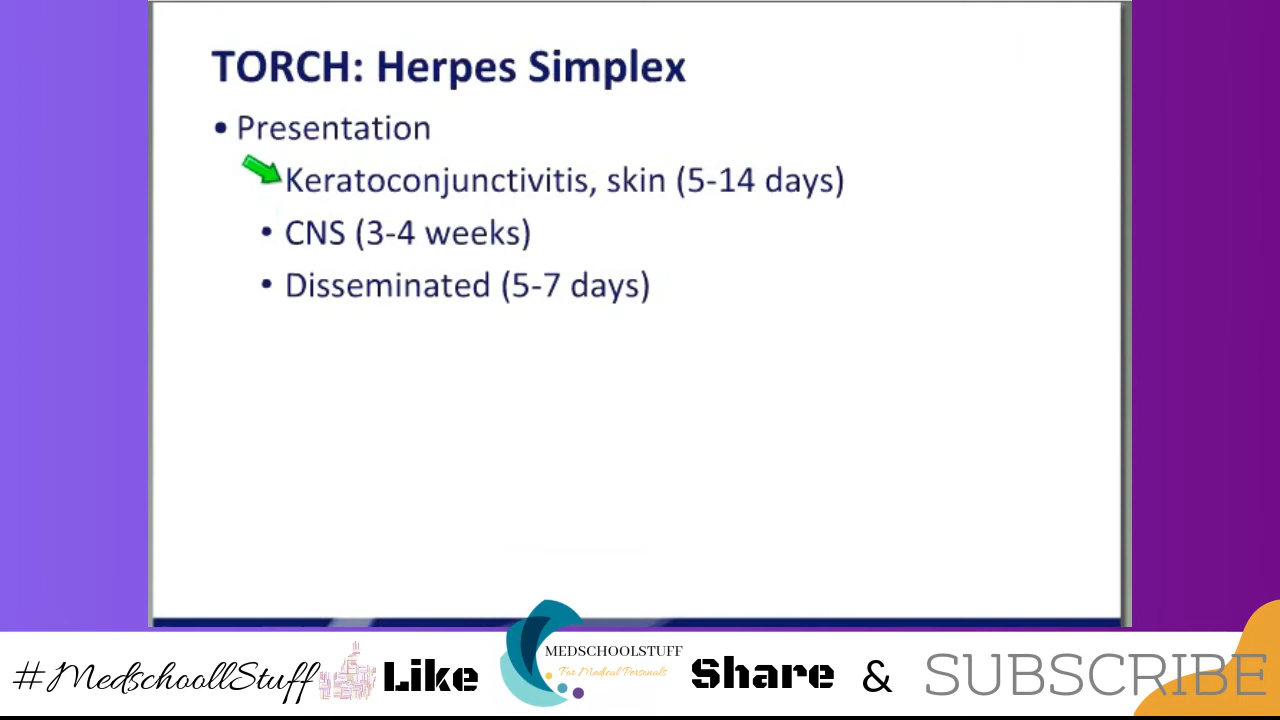 TORCH: Herpes Simplex
• Presentation
Keratoconjunctivitis, skin (5-14 days)
• CNS (3-4 weeks)
• Disseminated (5-7 days)
#MedschoollStuff Like MEDSCHOOLSTUFF Share & SUBSCRIBE
For Medical Personals